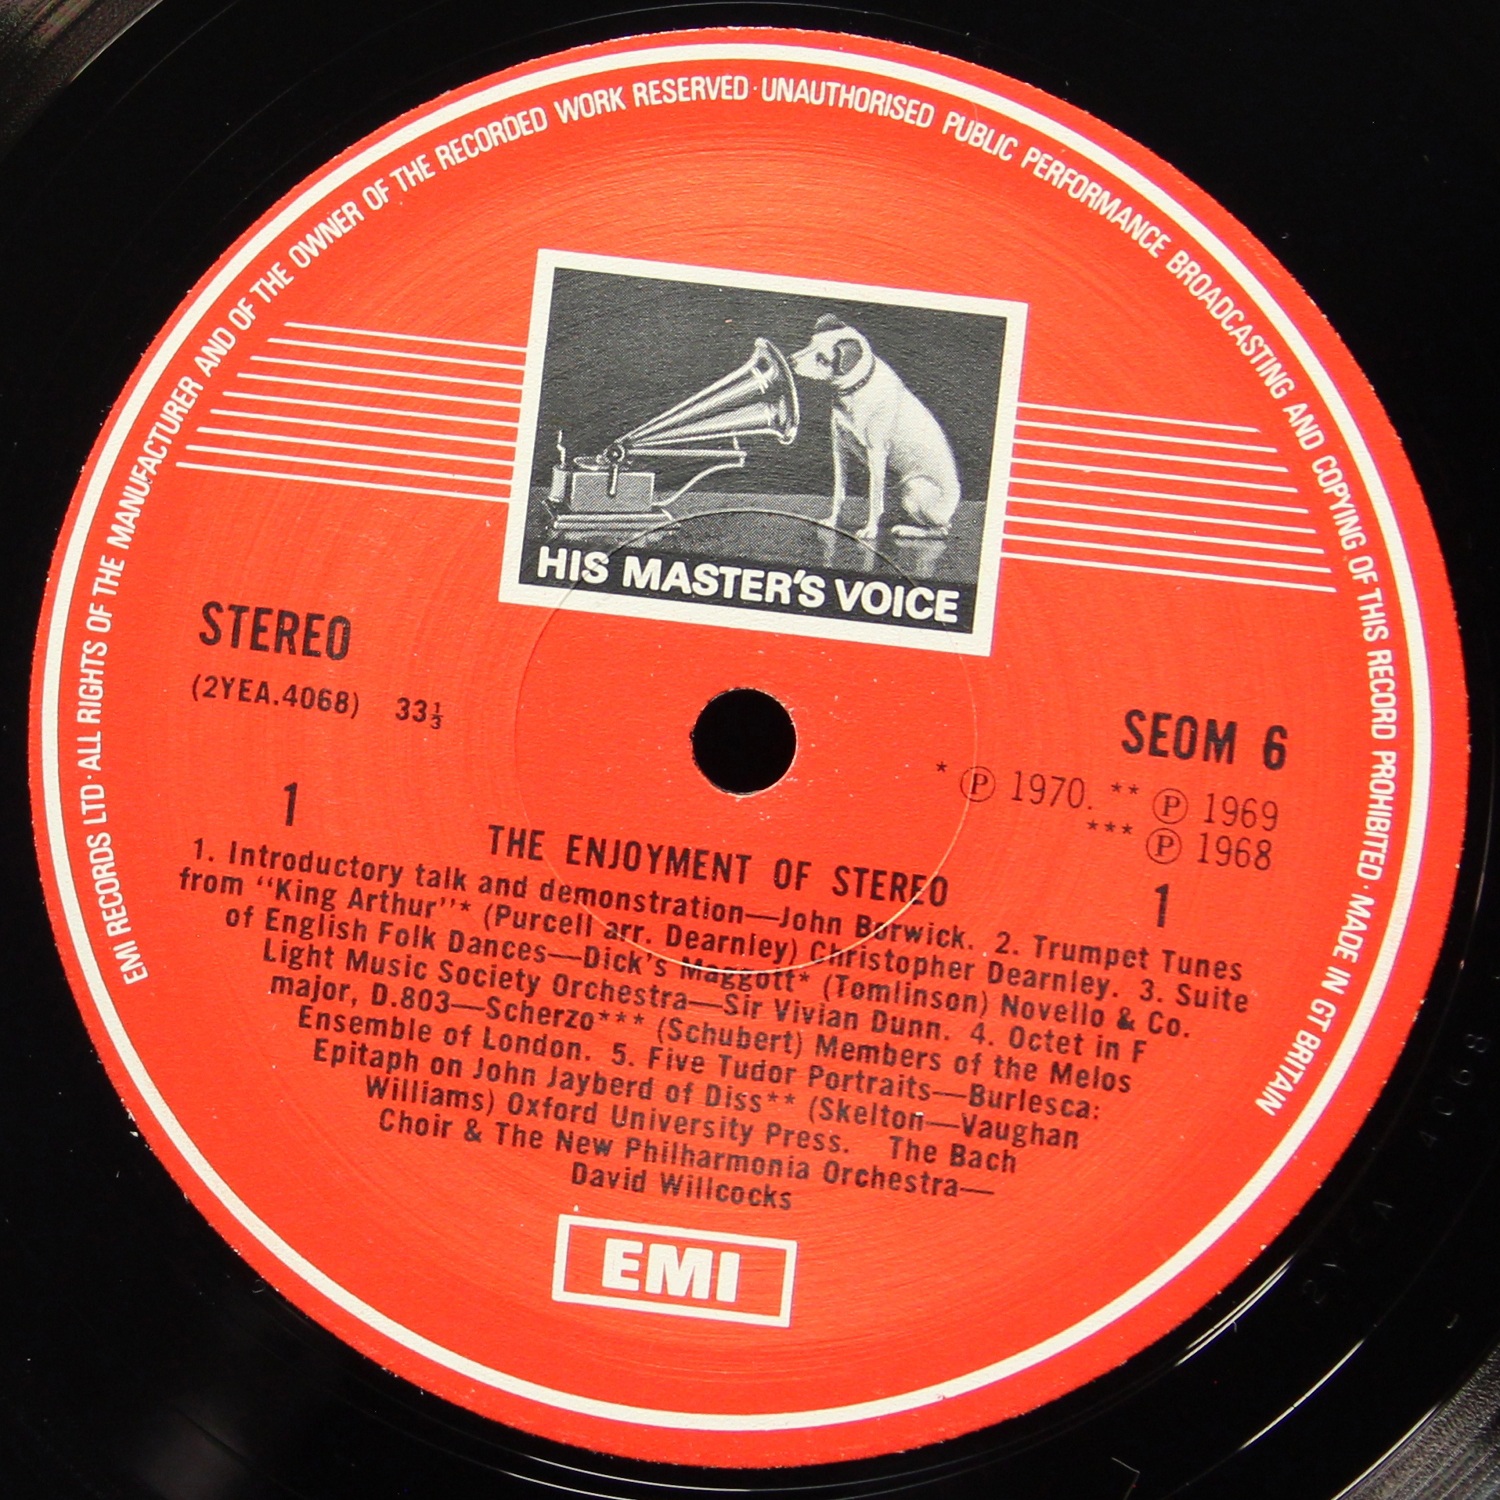 EMI RECORDS LTD · ALL RIGHTS OF THE MANUFACTURER AND OF THE OWNER OF THE RECORDED WORK RESERVED · UNAUTHORISED PUBLIC PERFORMANCE BROADCASTING AND COPYING OF THIS RECORD PROHIBITED · MADE IN GT BRITAIN
HIS MASTER'S VOICE
STEREO
(2YEA.4068) 33⅓
SEOM 6
* ℗ 1970. ** ℗ 1969
*** ℗ 1968
1
1
THE ENJOYMENT OF STEREO
1. Introductory talk and demonstration—John Borwick. 2. Trumpet Tunes
from "King Arthur"* (Purcell arr. Dearnley) Christopher Dearnley. 3. Suite
of English Folk Dances—Dick's Maggott* (Tomlinson) Novello & Co.
Light Music Society Orchestra—Sir Vivian Dunn. 4. Octet in F
major, D.803—Scherzo*** (Schubert) Members of the Melos
Ensemble of London. 5. Five Tudor Portraits—Burlesca:
Epitaph on John Jayberd of Diss** (Skelton—Vaughan
Williams) Oxford University Press. The Bach
Choir & The New Philharmonia Orchestra—
David Willcocks
EMI